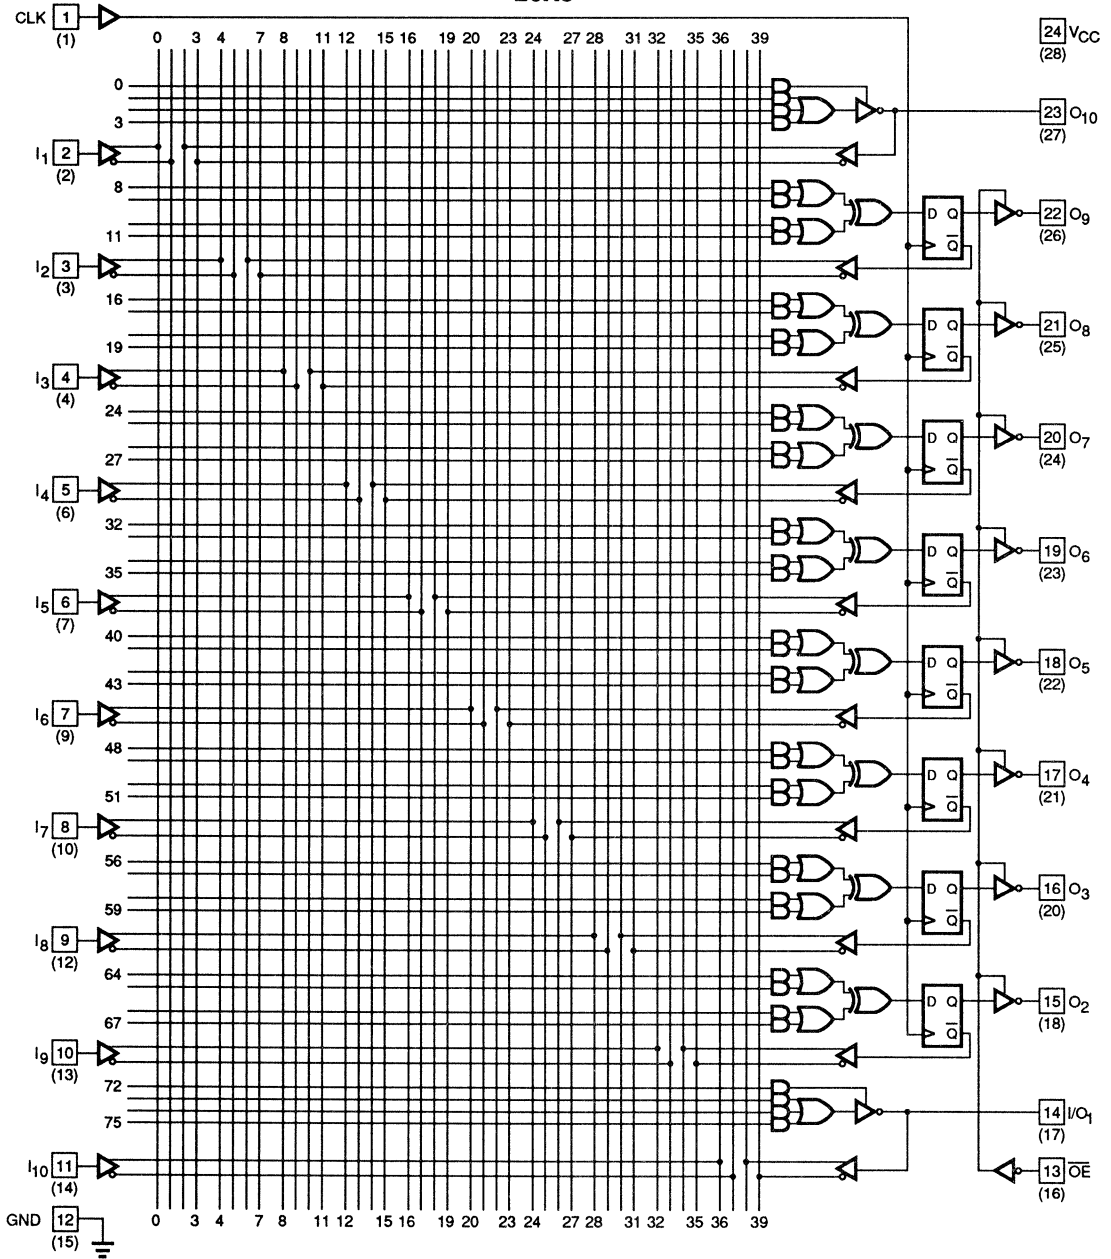 CLK 1
(1)
0 3 4 7 8 11 12 15 16 19 20 23 24 27 28 31 32 35 36 39
24 VCC
(28)
0
3
23 O10
(27)
I1 2
(2)
8
11
D Q
Q̅
22 O9
(26)
I2 3
(3)
16
19
D Q
Q̅
21 O8
(25)
I3 4
(4)
24
27
D Q
Q̅
20 O7
(24)
I4 5
(6)
32
35
D Q
Q̅
19 O6
(23)
I5 6
(7)
40
43
D Q
Q̅
18 O5
(22)
I6 7
(9)
48
51
D Q
Q̅
17 O4
(21)
I7 8
(10)
56
59
D Q
Q̅
16 O3
(20)
I8 9
(12)
64
67
D Q
Q̅
15 O2
(18)
I9 10
(13)
72
75
14 I/O1
(17)
I10 11
(14)
13 O̅E̅
(16)
GND 12
(15)
0 3 4 7 8 11 12 15 16 19 20 23 24 27 28 31 32 35 36 39